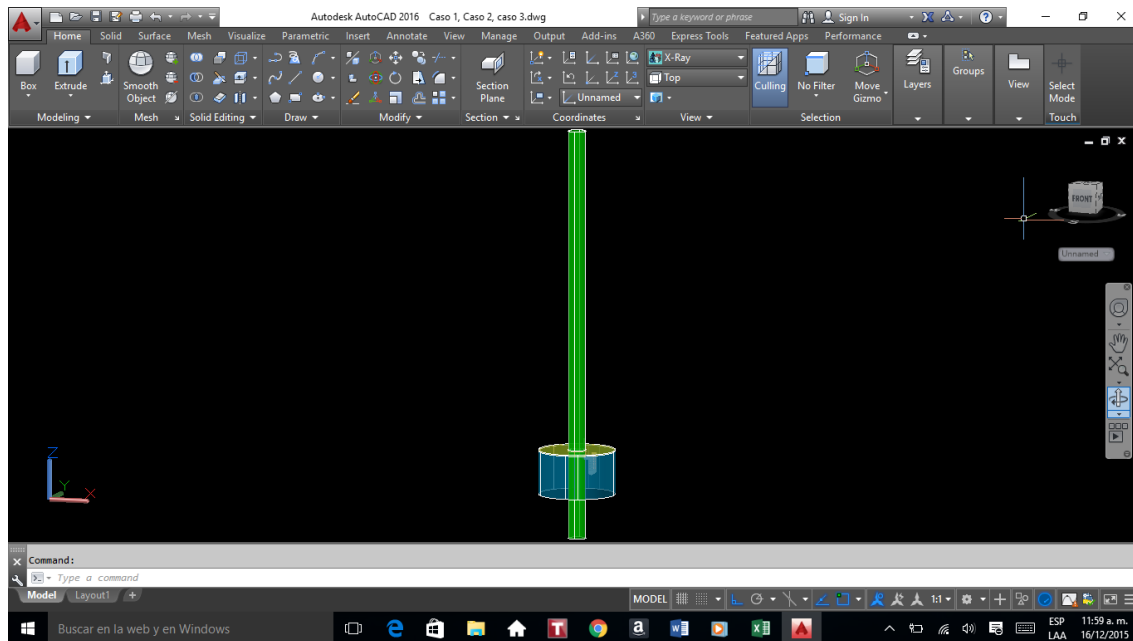 Autodesk AutoCAD 2016 Caso 1, Caso 2, caso 3.dwg
Type a keyword or phrase
Sign In
Home Solid Surface Mesh Visualize Parametric Insert Annotate View Manage Output Add-ins A360 Express Tools Featured Apps Performance
Box
Extrude
Smooth Object
Section Plane
X-Ray
Top
Unnamed
Culling
No Filter
Move Gizmo
Layers
Groups
View
Select Mode
Modeling Mesh Solid Editing Draw Modify Section Coordinates View Selection Touch
FRONT
Unnamed
Z
Y
X
Command:
Type a command
Model Layout1 +
MODEL
1:1
Buscar en la web y en Windows
ESP 11:59 a. m.
LAA 16/12/2015